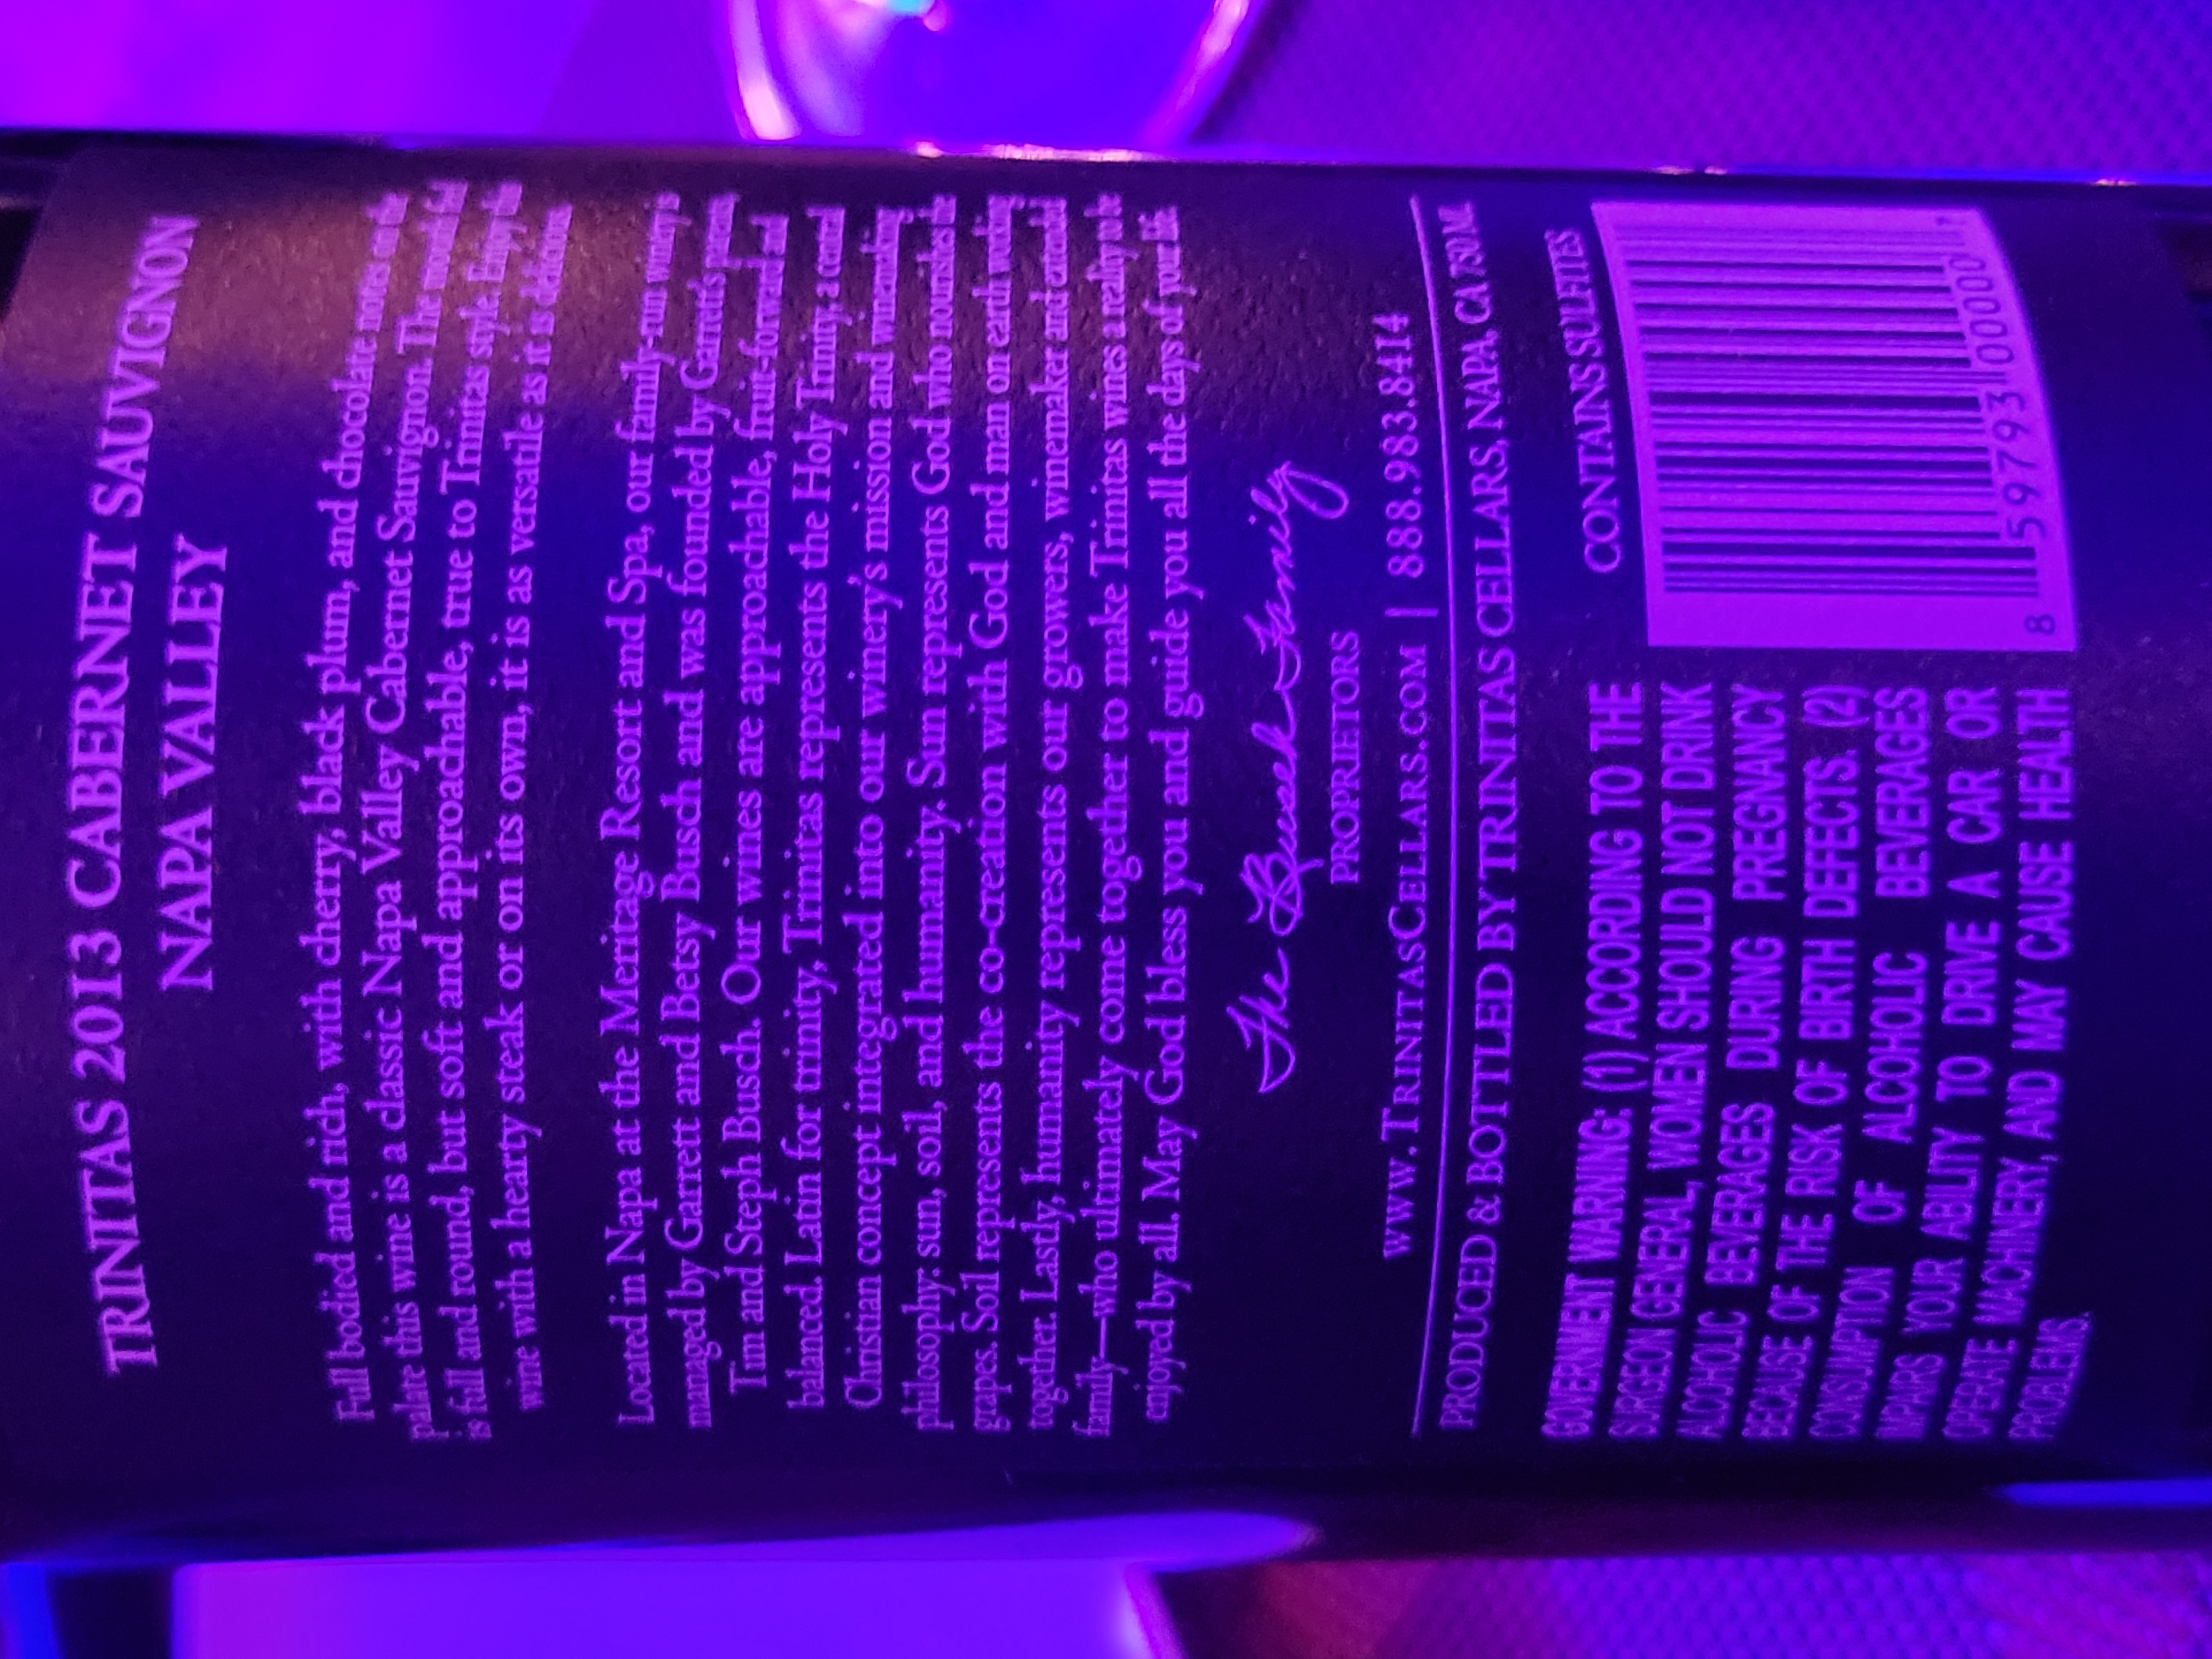 TRINITAS 2013 CABERNET SAUVIGNON
NAPA VALLEY
Full bodied and rich, with cherry, black plum, and chocolate notes on the
palate this wine is a classic Napa Valley Cabernet Sauvignon. The mouthfeel
is full and round, but soft and approachable, true to Trinitas style. Enjoy this
wine with a hearty steak or on its own, it is as versatile as it is delicious.
Located in Napa at the Meritage Resort and Spa, our family-run winery is
managed by Garrett and Betsy Busch and was founded by Garrett's parents,
Tim and Steph Busch. Our wines are approachable, fruit-forward and
balanced. Latin for trinity, Trinitas represents the Holy Trinity, a central
Christian concept integrated into our winery's mission and winemaking
philosophy: sun, soil, and humanity. Sun represents God who nourishes the
grapes. Soil represents the co-creation with God and man on earth working
together. Lastly, humanity represents our growers, winemaker and extended
family—who ultimately come together to make Trinitas wines a reality to be
enjoyed by all. May God bless you and guide you all the days of your life.
The Busch Family
PROPRIETORS
WWW.TRINITASCELLARS.COM | 888.983.8414
PRODUCED & BOTTLED BY TRINITAS CELLARS, NAPA, CA 750 ML
GOVERNMENT WARNING: (1) ACCORDING TO THE
SURGEON GENERAL, WOMEN SHOULD NOT DRINK
ALCOHOLIC BEVERAGES DURING PREGNANCY
BECAUSE OF THE RISK OF BIRTH DEFECTS. (2)
CONSUMPTION OF ALCOHOLIC BEVERAGES
IMPAIRS YOUR ABILITY TO DRIVE A CAR OR
OPERATE MACHINERY, AND MAY CAUSE HEALTH
PROBLEMS.
CONTAINS SULFITES
8 59793 00000